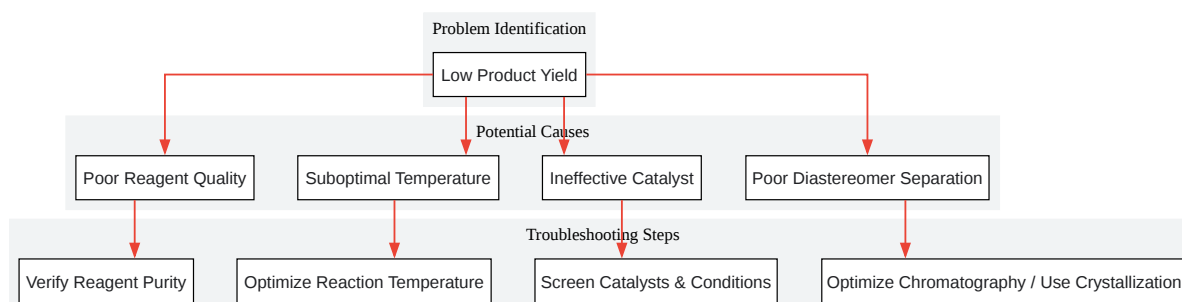 Problem Identification
Low Product Yield
Potential Causes
Poor Reagent Quality
Suboptimal Temperature
Ineffective Catalyst
Poor Diastereomer Separation
Troubleshooting Steps
Verify Reagent Purity
Optimize Reaction Temperature
Screen Catalysts & Conditions
Optimize Chromatography / Use Crystallization